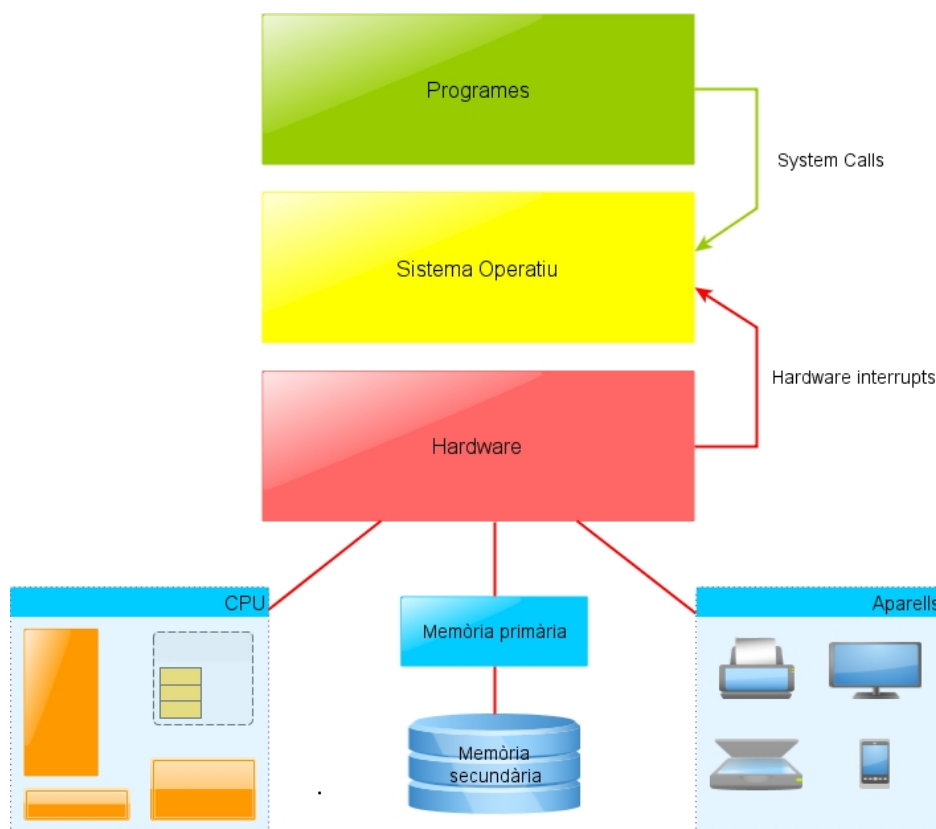 Programes
System Calls
Sistema Operatiu
Hardware interrupts
Hardware
CPU
Memòria primària
Aparells
Memòria
secundària